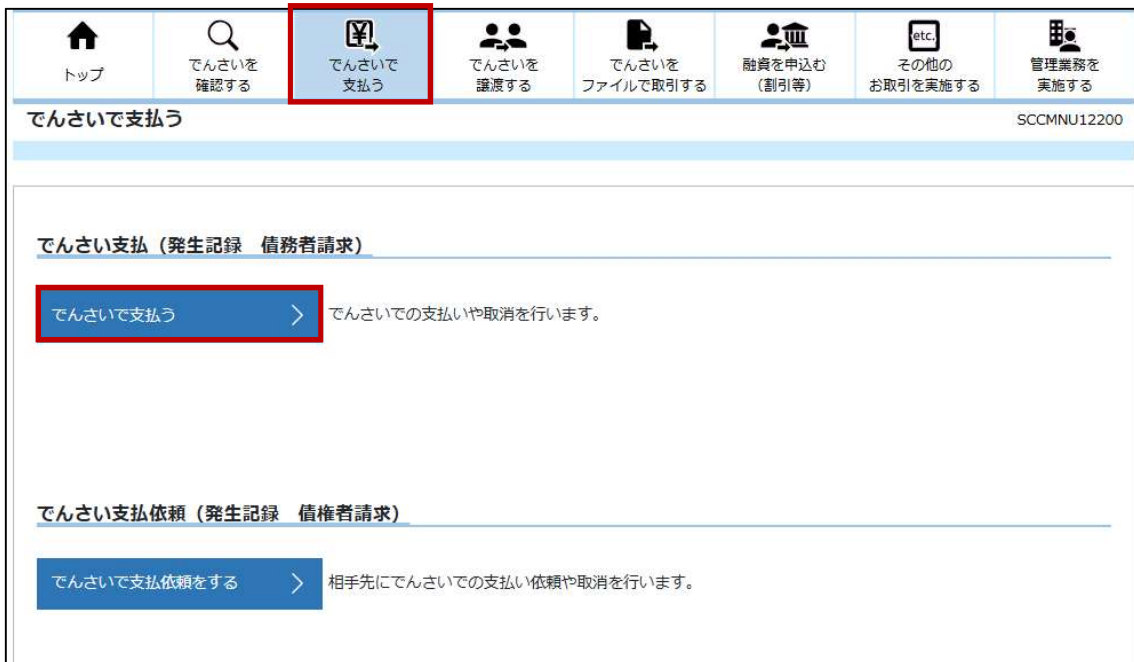 トップ
でんさいを
確認する
でんさいで
支払う
でんさいを
譲渡する
でんさいを
ファイルで取引する
融資を申込む
(割引等)
etc.
その他の
お取引を実施する
管理業務を
実施する
でんさいで支払う SCCMNU12200
でんさい支払(発生記録 債務者請求)
でんさいで支払う でんさいでの支払いや取消を行います。
でんさい支払依頼(発生記録 債権者請求)
でんさいで支払依頼をする 相手先にでんさいでの支払い依頼や取消を行います。